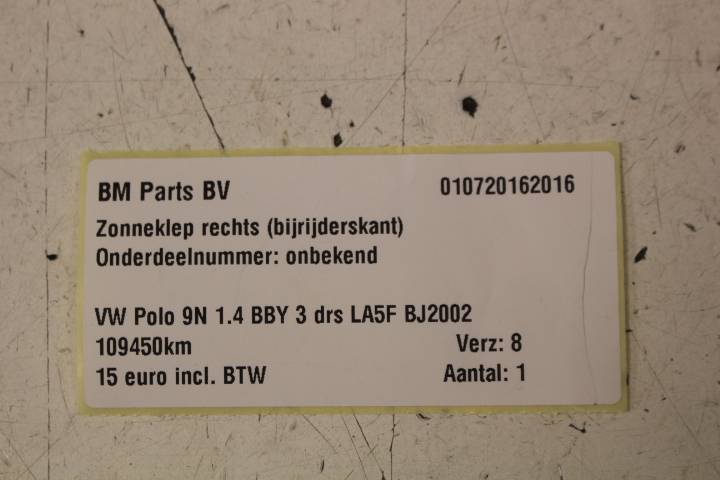 BM Parts BV 010720162016
Zonneklep rechts (bijrijderskant)
Onderdeelnummer: onbekend
VW Polo 9N 1.4 BBY 3 drs LA5F BJ2002
109450km Verz: 8
15 euro incl. BTW Aantal: 1